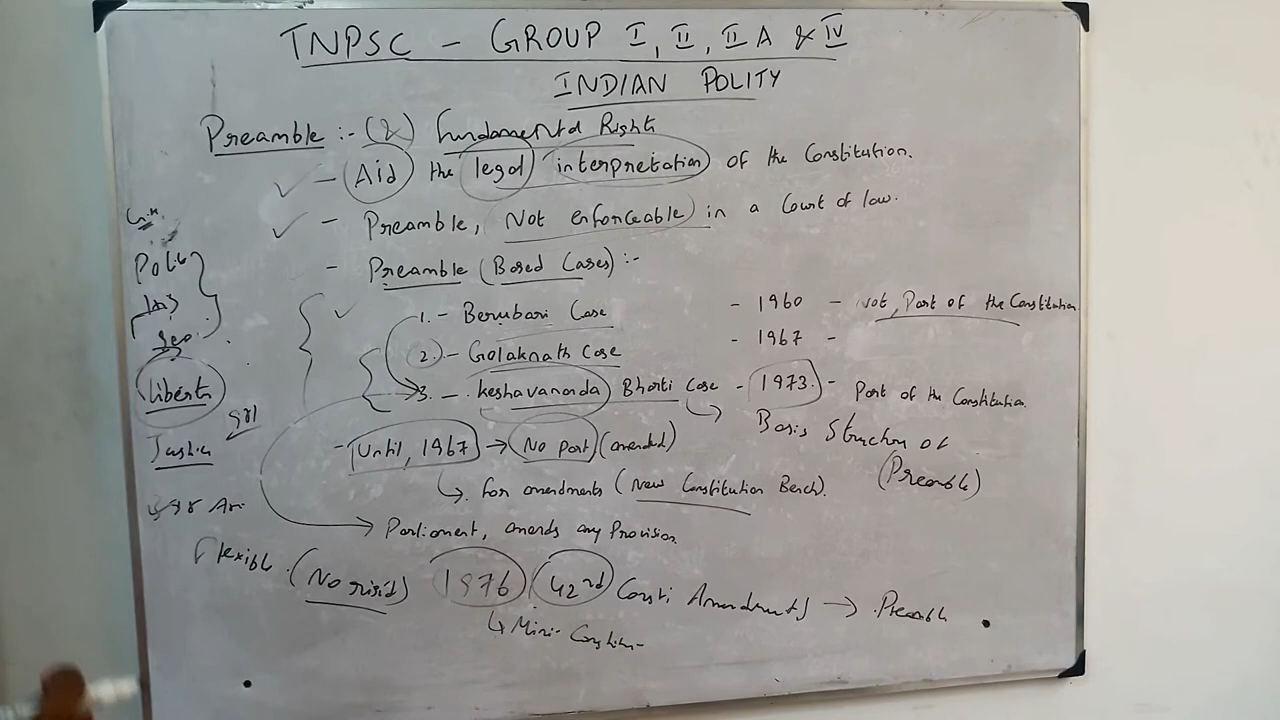 TNPSC – GROUP I, II, II A & IV
INDIAN POLITY
Preamble :- (2) Fundamental Rights
– Aid the legal interpretation of the Constitution.
– Preamble, Not enforceable in a Court of law.
– Preamble (Based Cases) :-
1. – Berubari Case – 1960 – Not, Part of the Constitution
2. – Golaknath Case – 1967 –
3. – Keshavananda Bharti Case – 1973. – Part of the Constitution.
Basis Structure of
(Preamble)
– Until, 1967 → No part (amended)
↳ for amendments (New Constitution Bench).
→ Parliament, amends any Provision.
Flexible. (No rigid) 1976 42nd Consti Amendments → Preamble
↳ Mini-
Polity
Geo.
liberty
Justice